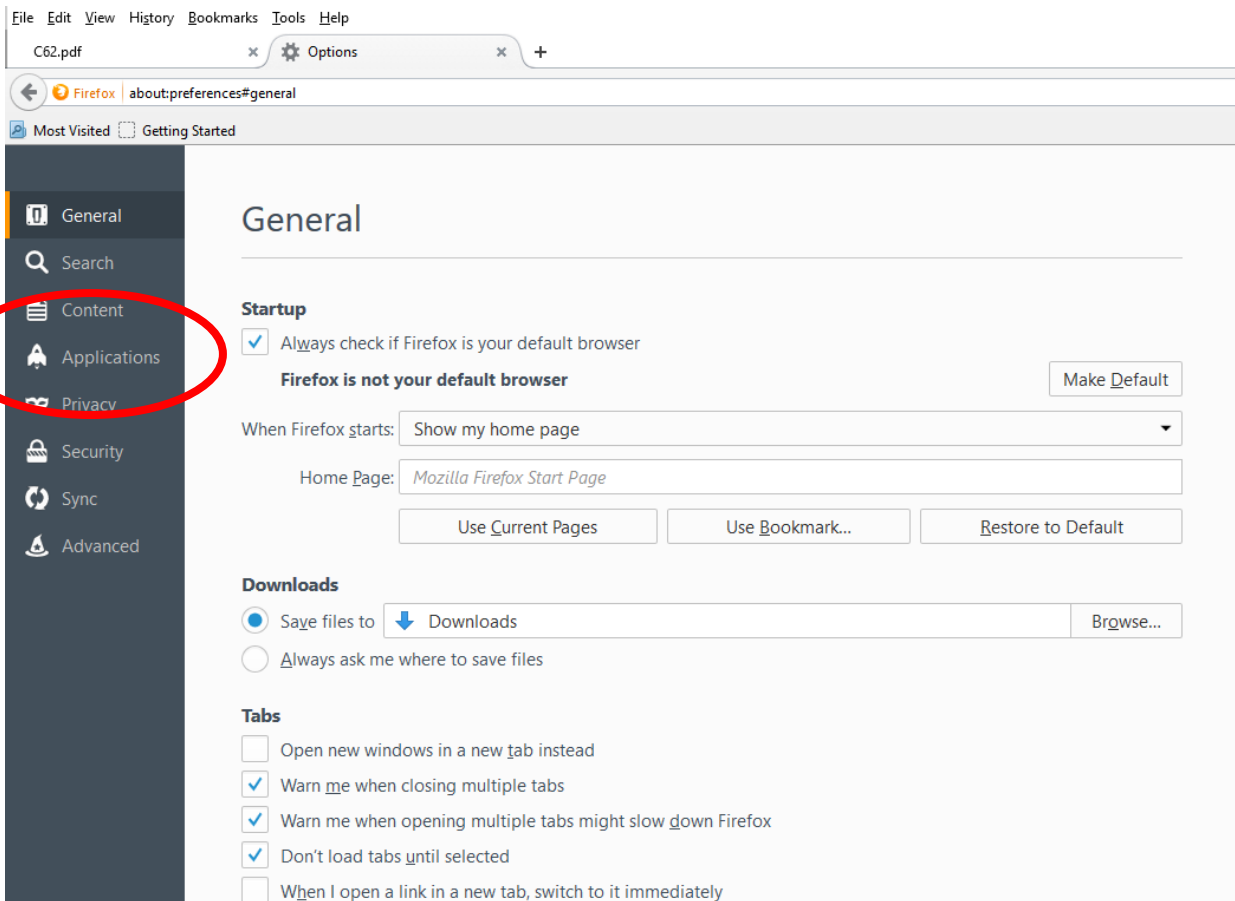 File Edit View History Bookmarks Tools Help
C62.pdf × Options × +
Firefox about:preferences#general
Most Visited Getting Started
General
Search
Content
Applications
Privacy
Security
Sync
Advanced
General
Startup
Always check if Firefox is your default browser
Firefox is not your default browser Make Default
When Firefox starts: Show my home page
Home Page: Mozilla Firefox Start Page
Use Current Pages Use Bookmark... Restore to Default
Downloads
Save files to Downloads Browse...
Always ask me where to save files
Tabs
Open new windows in a new tab instead
Warn me when closing multiple tabs
Warn me when opening multiple tabs might slow down Firefox
Don't load tabs until selected
When I open a link in a new tab, switch to it immediately